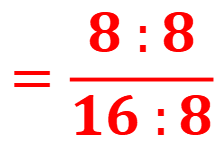 = 8 : 8
16 : 8